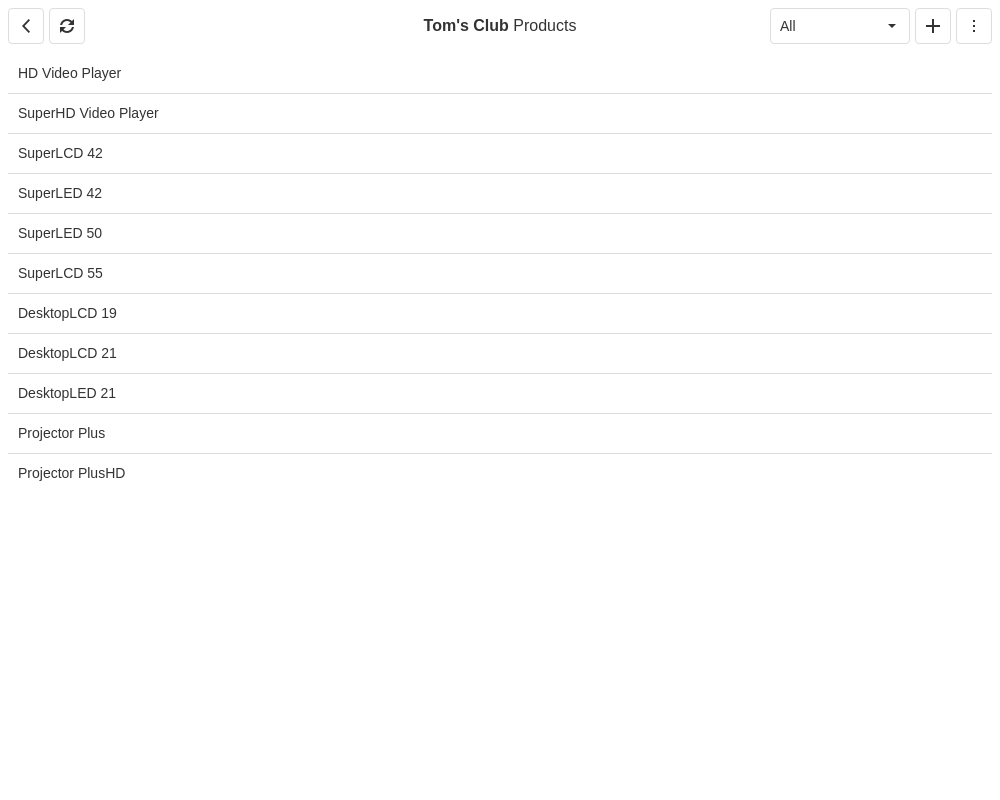 Tom's Club Products
All
HD Video Player
SuperHD Video Player
SuperLCD 42
SuperLED 42
SuperLED 50
SuperLCD 55
DesktopLCD 19
DesktopLCD 21
DesktopLED 21
Projector Plus
Projector PlusHD